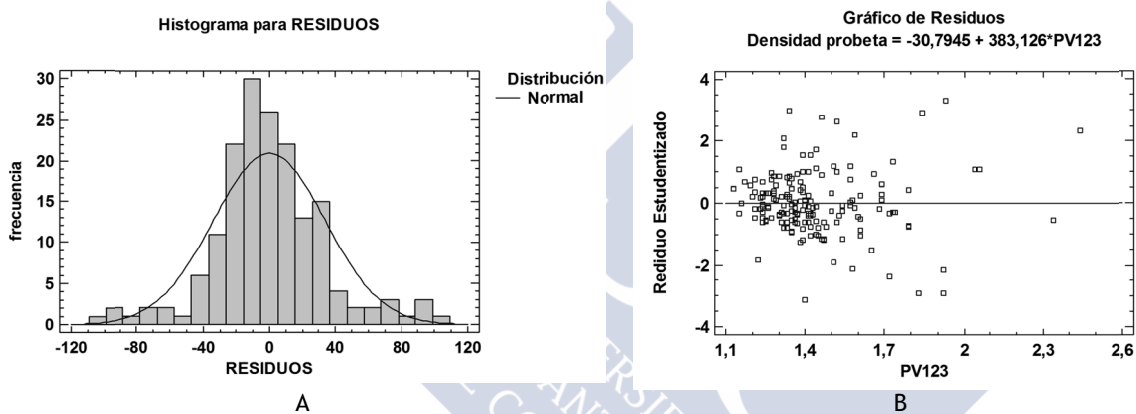 Histograma para RESIDUOS
30
25
20
15
10
5
0
frecuencia
-120
-80
-40
0
40
80
120
RESIDUOS
Distribución
Normal
A
Gráfico de Residuos
Densidad probeta = -30,7945 + 383,126*PV123
4
2
0
-2
-4
Rediduo Estudentizado
1,1
1,4
1,7
2
2,3
2,6
PV123
B